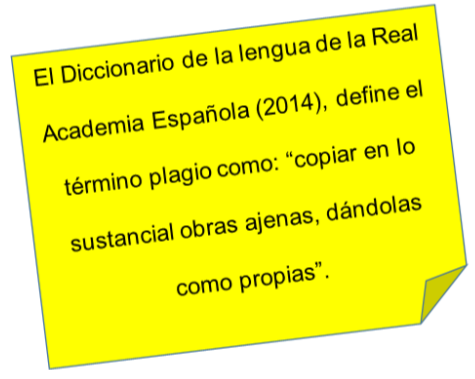 El Diccionario de la lengua de la Real
Academia Española (2014), define el
término plagio como: “copiar en lo
sustancial obras ajenas, dándolas
como propias”.